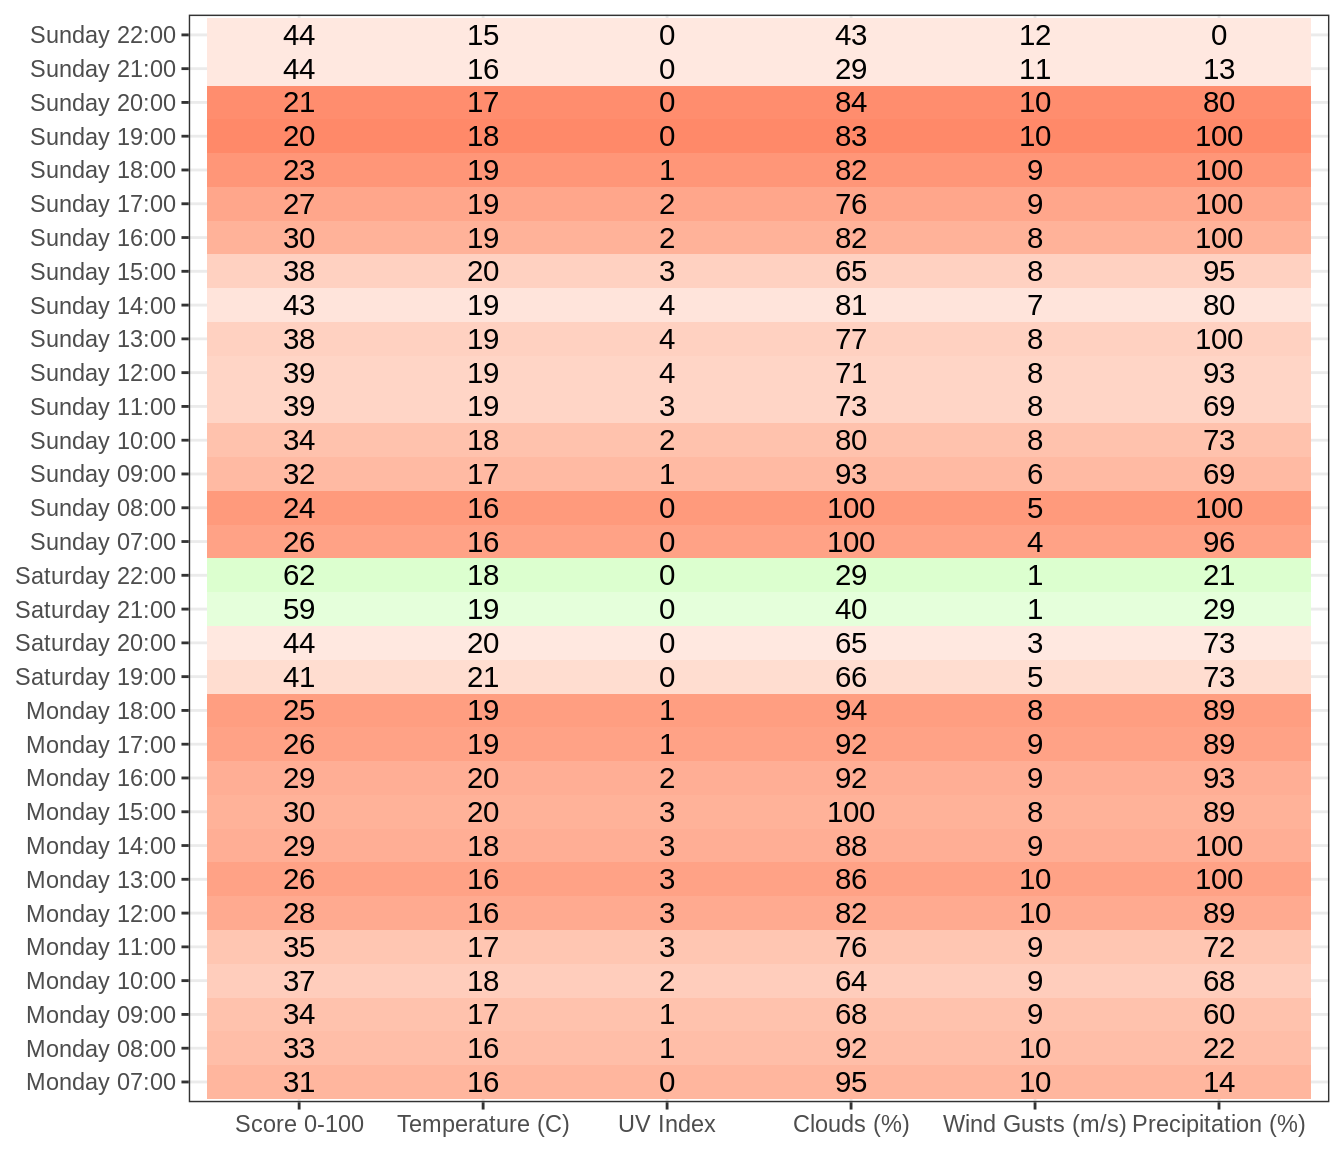 Sunday 22:00 44 15 0 43 12 0
Sunday 21:00 44 16 0 29 11 13
Sunday 20:00 21 17 0 84 10 80
Sunday 19:00 20 18 0 83 10 100
Sunday 18:00 23 19 1 82 9 100
Sunday 17:00 27 19 2 76 9 100
Sunday 16:00 30 19 2 82 8 100
Sunday 15:00 38 20 3 65 8 95
Sunday 14:00 43 19 4 81 7 80
Sunday 13:00 38 19 4 77 8 100
Sunday 12:00 39 19 4 71 8 93
Sunday 11:00 39 19 3 73 8 69
Sunday 10:00 34 18 2 80 8 73
Sunday 09:00 32 17 1 93 6 69
Sunday 08:00 24 16 0 100 5 100
Sunday 07:00 26 16 0 100 4 96
Saturday 22:00 62 18 0 29 1 21
Saturday 21:00 59 19 0 40 1 29
Saturday 20:00 44 20 0 65 3 73
Saturday 19:00 41 21 0 66 5 73
Monday 18:00 25 19 1 94 8 89
Monday 17:00 26 19 1 92 9 89
Monday 16:00 29 20 2 92 9 93
Monday 15:00 30 20 3 100 8 89
Monday 14:00 29 18 3 88 9 100
Monday 13:00 26 16 3 86 10 100
Monday 12:00 28 16 3 82 10 89
Monday 11:00 35 17 3 76 9 72
Monday 10:00 37 18 2 64 9 68
Monday 09:00 34 17 1 68 9 60
Monday 08:00 33 16 1 92 10 22
Monday 07:00 31 16 0 95 10 14
Score 0-100 Temperature (C) UV Index Clouds (%) Wind Gusts (m/s) Precipitation (%)